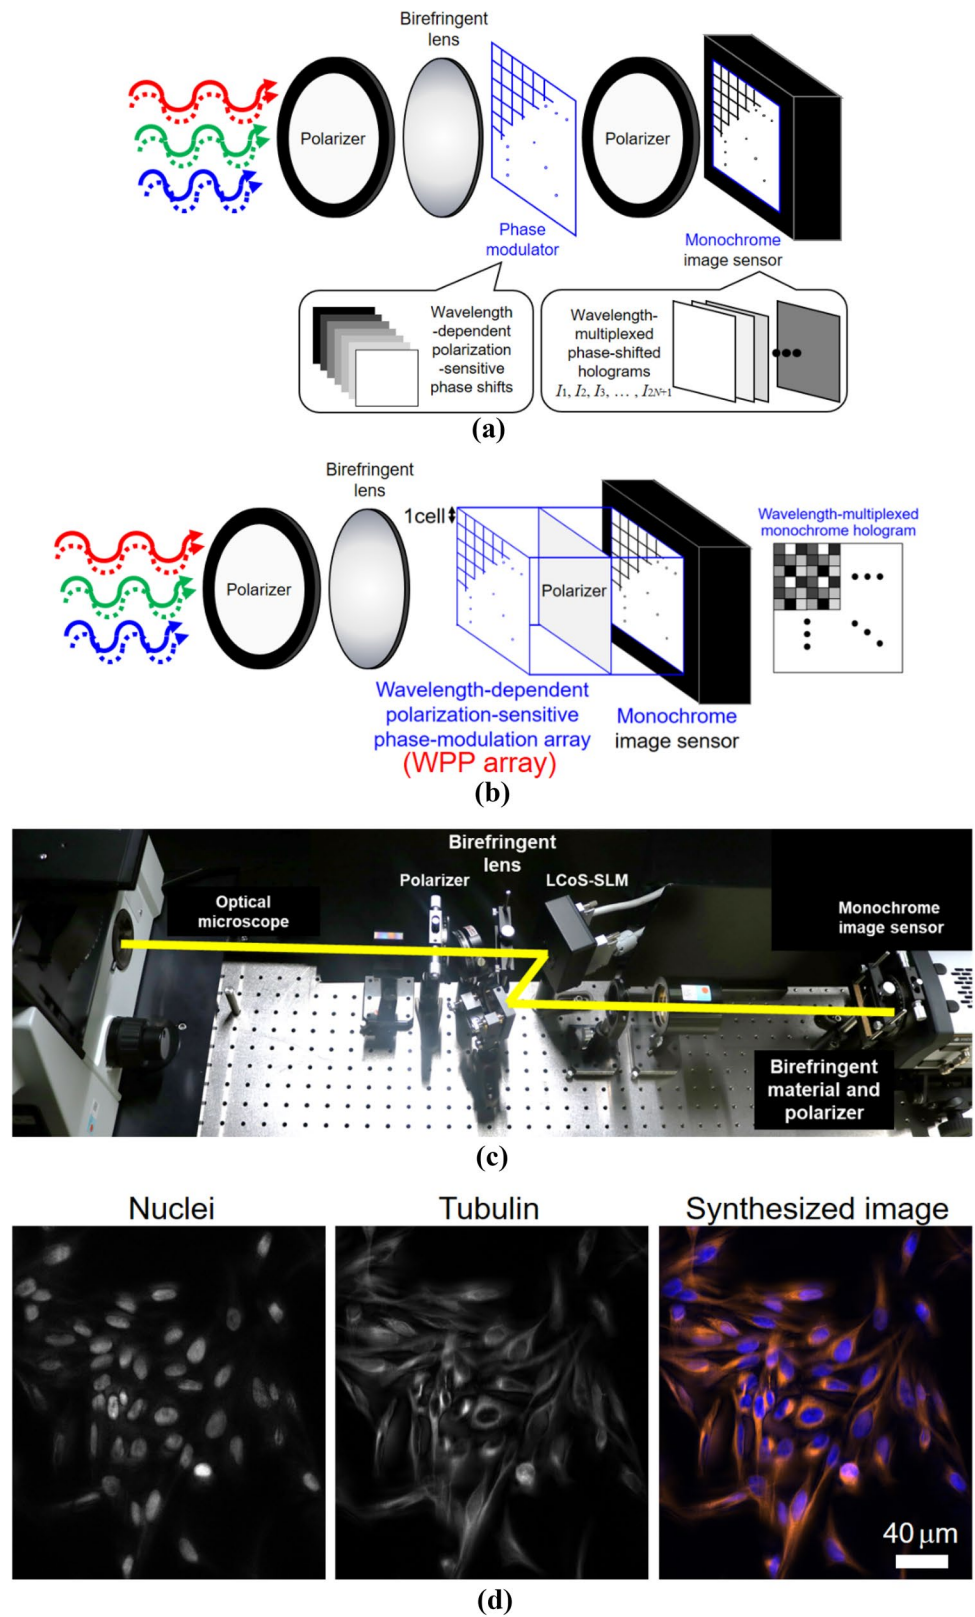 Birefringent
lens
Polarizer
Polarizer
Phase
modulator
Monochrome
image sensor
Wavelength
-dependent
polarization
-sensitive
phase shifts
Wavelength-
multiplexed
phase-shifted
holograms
I1, I2, I3, … , I2N+1
(a)
Birefringent
lens
1cell
Polarizer
Polarizer
Wavelength-multiplexed
monochrome hologram
Wavelength-dependent
polarization-sensitive
phase-modulation array
(WPP array)
Monochrome
image sensor
(b)
Optical
microscope
Polarizer
Birefringent
lens
LCoS-SLM
Monochrome
image sensor
Birefringent
material and
polarizer
(c)
Nuclei
Tubulin
Synthesized image
40 μm
(d)